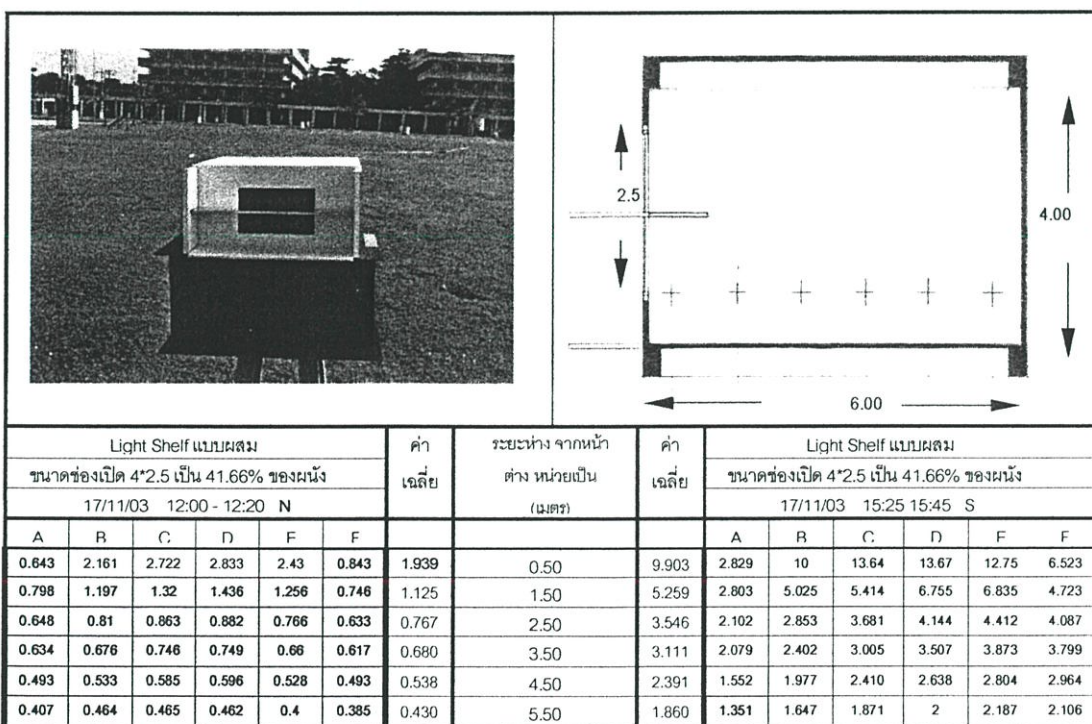 2.5
4.00
6.00
Light Shelf แบบผสม ค่า ระยะห่าง จากหน้า ค่า Light Shelf แบบผสม
ขนาดช่องเปิด 4*2.5 เป็น 41.66% ของผนัง เฉลี่ย ต่าง หน่วยเป็น เฉลี่ย ขนาดช่องเปิด 4*2.5 เป็น 41.66% ของผนัง
17/11/03 12:00 - 12:20 N (เมตร) 17/11/03 15:25 15:45 S
A B C D E F A B C D E F
0.643 2.161 2.722 2.833 2.43 0.843 1.939 0.50 9.903 2.829 10 13.64 13.67 12.75 6.523
0.798 1.197 1.32 1.436 1.256 0.746 1.125 1.50 5.259 2.803 5.025 5.414 6.755 6.835 4.723
0.648 0.81 0.863 0.882 0.766 0.633 0.767 2.50 3.546 2.102 2.853 3.681 4.144 4.412 4.087
0.634 0.676 0.746 0.749 0.66 0.617 0.680 3.50 3.111 2.079 2.402 3.005 3.507 3.873 3.799
0.493 0.533 0.585 0.596 0.528 0.493 0.538 4.50 2.391 1.552 1.977 2.410 2.638 2.804 2.964
0.407 0.464 0.465 0.462 0.4 0.385 0.430 5.50 1.860 1.351 1.647 1.871 2 2.187 2.106